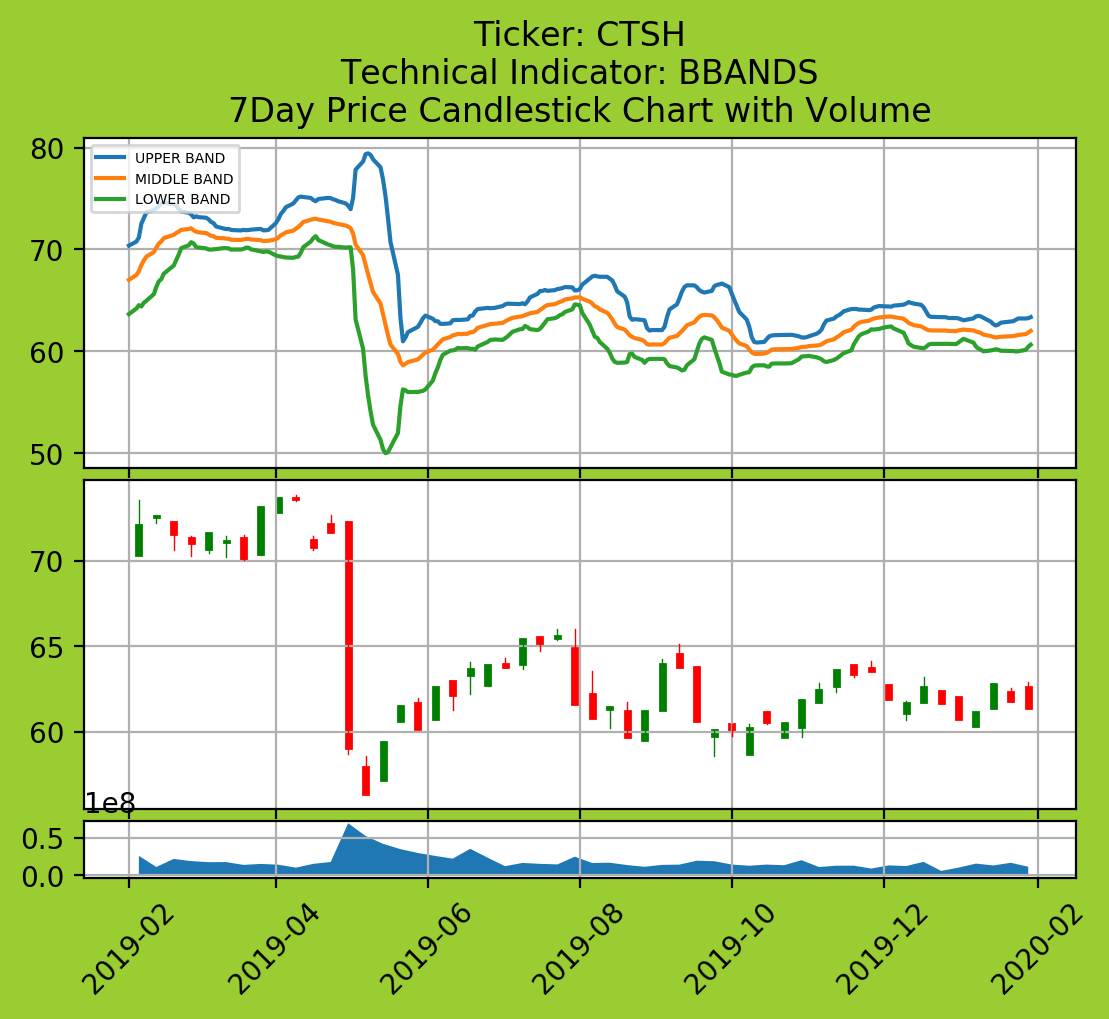 Ticker: CTSH
Technical Indicator: BBANDS
7Day Price Candlestick Chart with Volume
80
70
60
50
UPPER BAND
MIDDLE BAND
LOWER BAND
70
65
60
1e8
0.5
0.0
2019-02
2019-04
2019-06
2019-08
2019-10
2019-12
2020-02